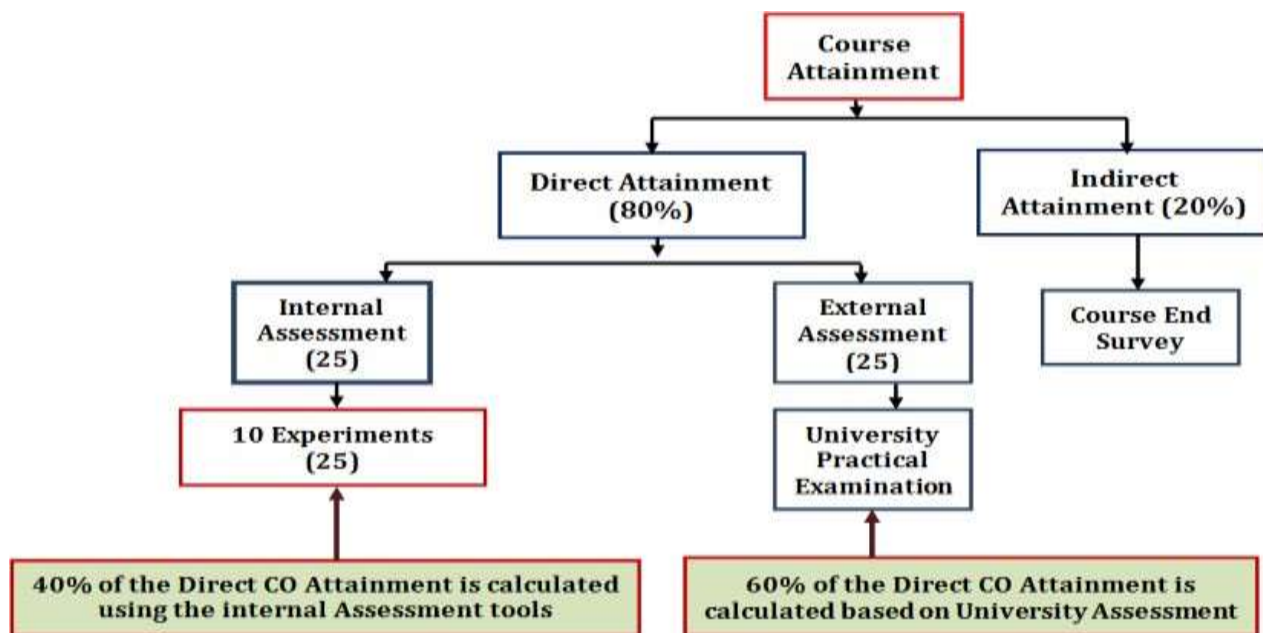 Course
Attainment
Direct Attainment
(80%)
Indirect
Attainment (20%)
Internal
Assessment
(25)
External
Assessment
(25)
Course End
Survey
10 Experiments
(25)
University
Practical
Examination
40% of the Direct CO Attainment is calculated
using the internal Assessment tools
60% of the Direct CO Attainment is
calculated based on University Assessment